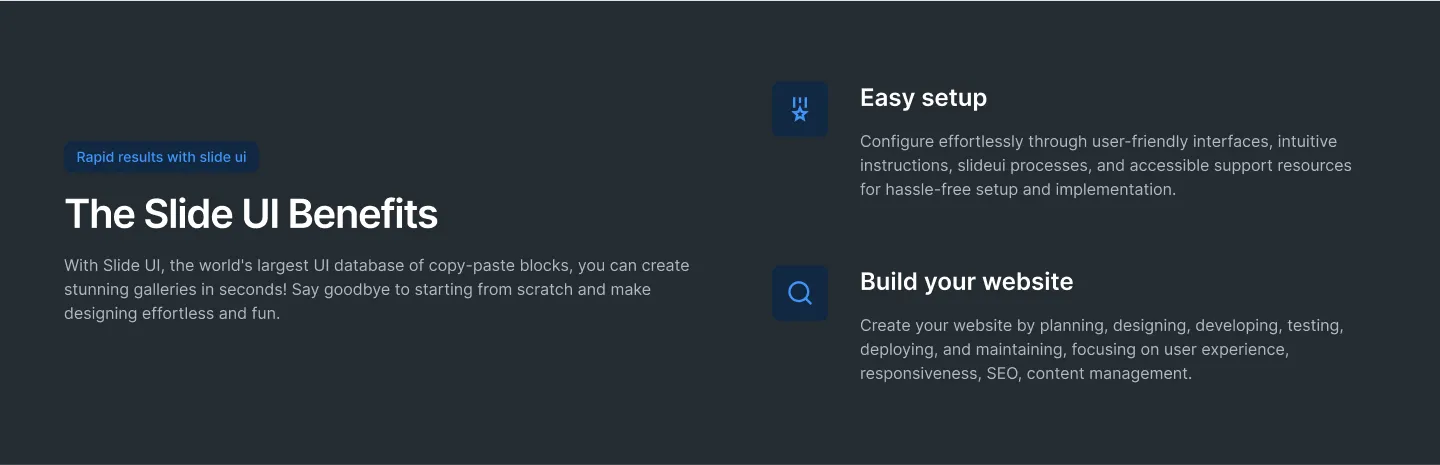 Rapid results with slide ui
The Slide UI Benefits
With Slide UI, the world's largest UI database of copy-paste blocks, you can create
stunning galleries in seconds! Say goodbye to starting from scratch and make
designing effortless and fun.
Easy setup
Configure effortlessly through user-friendly interfaces, intuitive
instructions, slideui processes, and accessible support resources
for hassle-free setup and implementation.
Build your website
Create your website by planning, designing, developing, testing,
deploying, and maintaining, focusing on user experience,
responsiveness, SEO, content management.